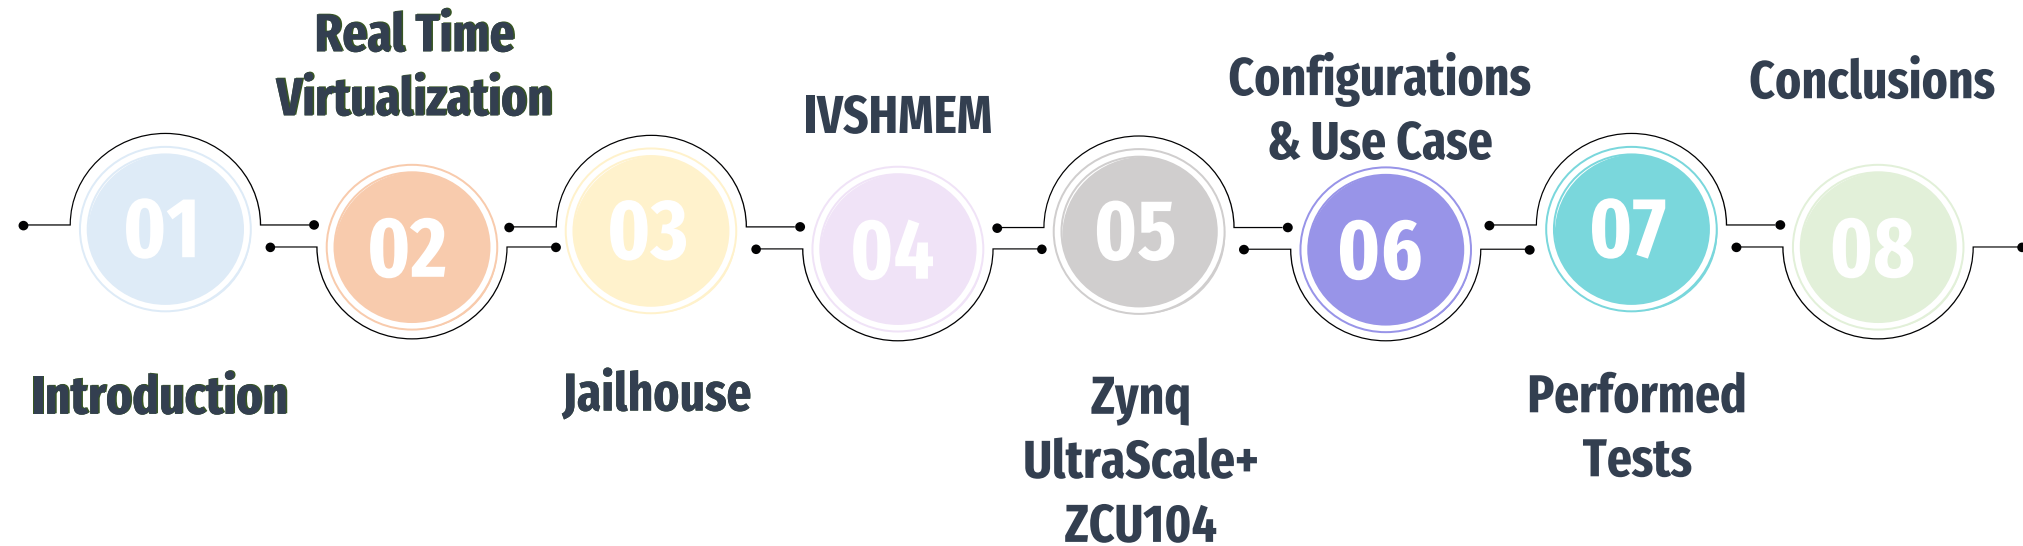 01
Introduction
02
Real Time
Virtualization
03
Jailhouse
04
IVSHMEM
05
Zynq
UltraScale+
ZCU104
06
Configurations
& Use Case
07
Performed
Tests
08
Conclusions